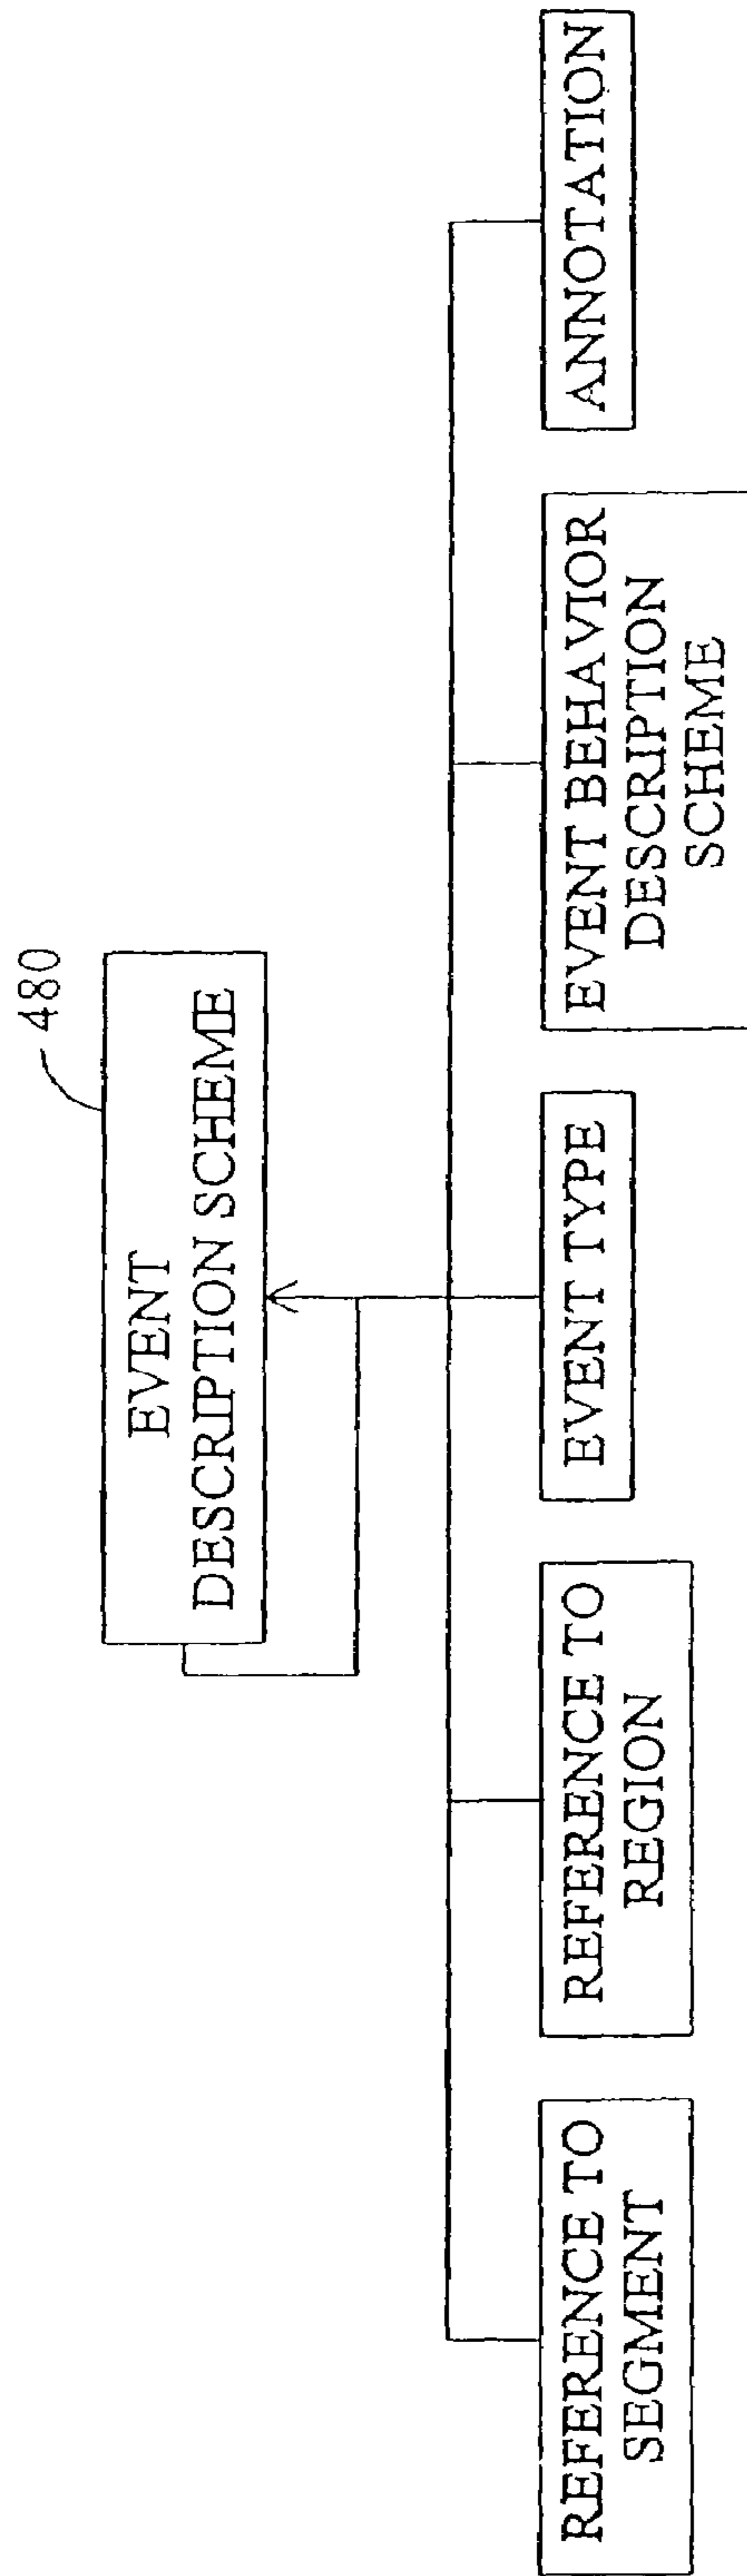 480
EVENT
DESCRIPTION SCHEME
REFERENCE TO
SEGMENT
REFERENCE TO
REGION
EVENT TYPE
EVENT BEHAVIOR
DESCRIPTION
SCHEME
ANNOTATION